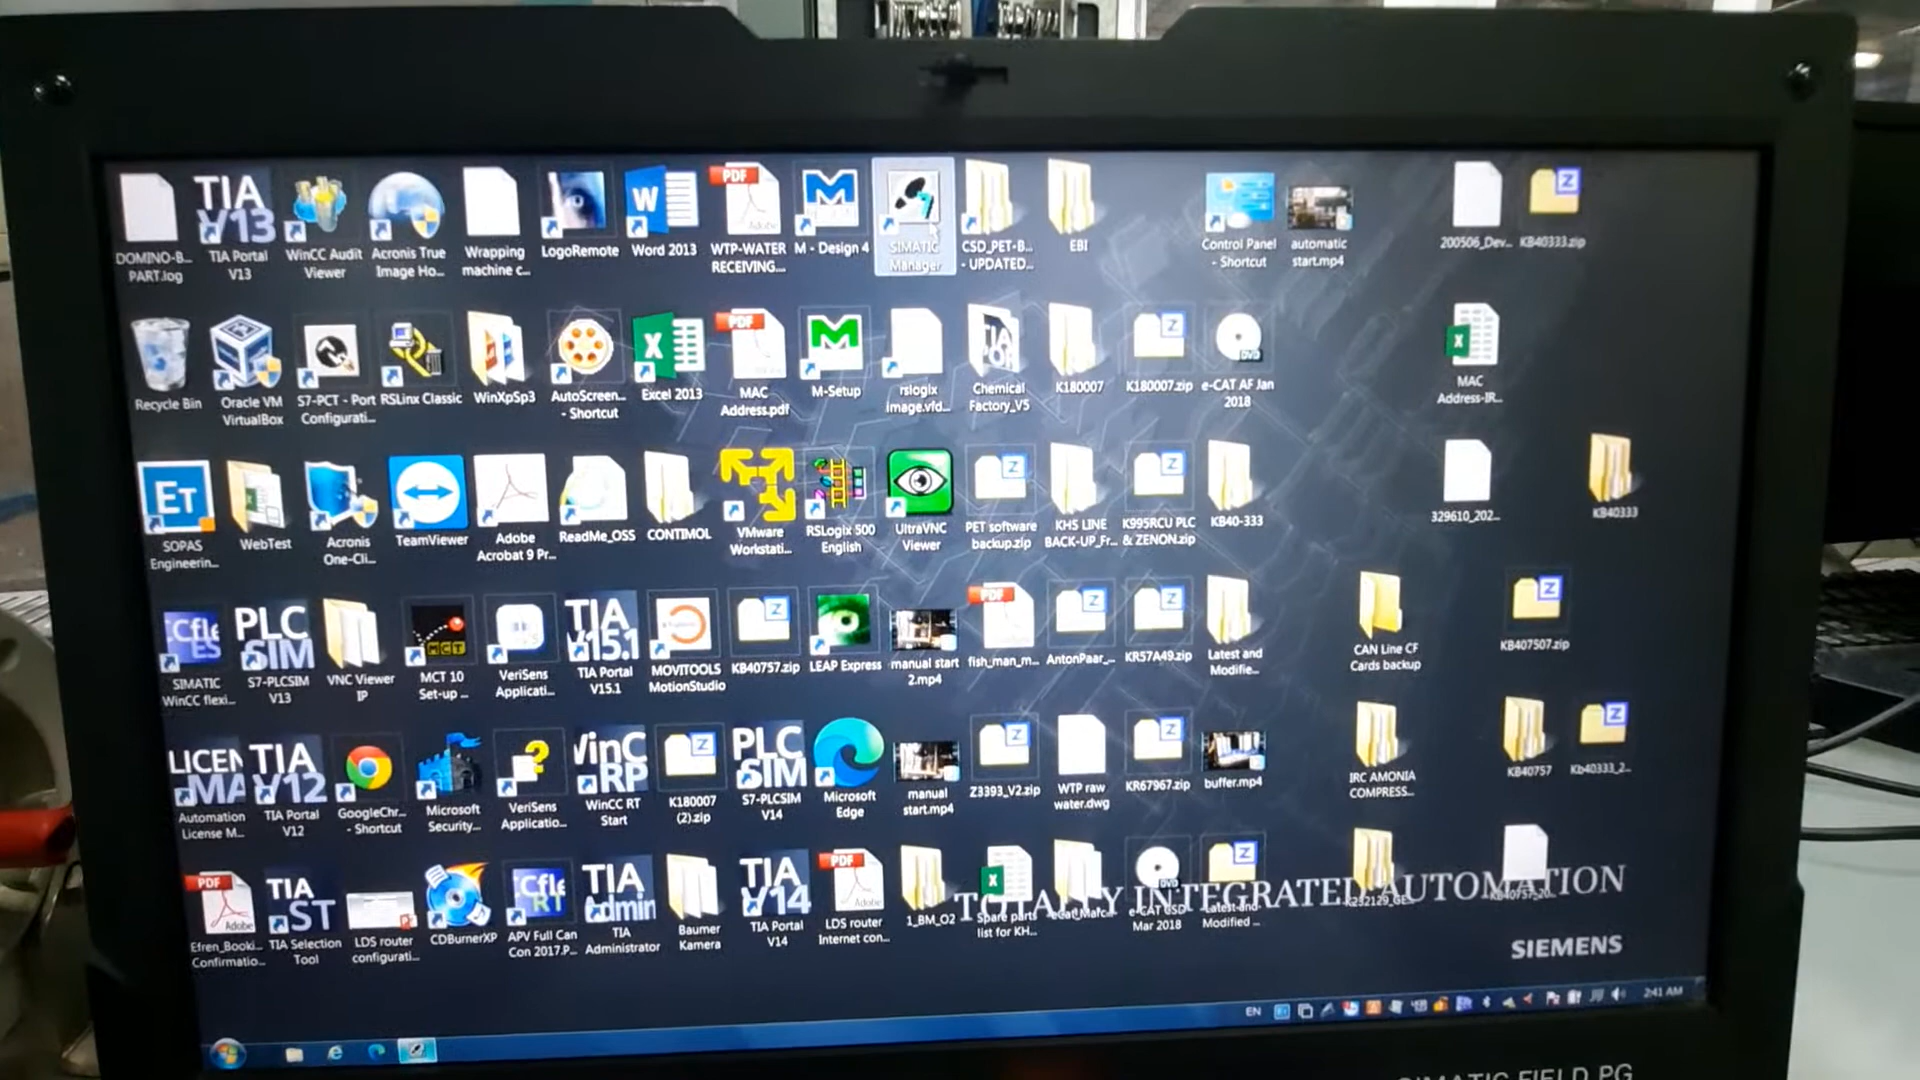 DOMINO-B...
PART.log
TIA Portal
V13
WinCC Audit
Viewer
Acronis True
Image Ho...
Wrapping
machine c...
LogoRemote
Word 2013
WTP-WATER
RECEIVING...
M - Design 4
SIMATIC
Manager
CSD_PET-B...
- UPDATED...
EBI
Control Panel
- Shortcut
automatic
start.mp4
200506_Dev...
KB40333.zip
Recycle Bin
Oracle VM
VirtualBox
S7-PCT - Port
Configurati...
RSLinx Classic
WinXpSp3
AutoScreen...
- Shortcut
Excel 2013
MAC
Address.pdf
M-Setup
rslogix
image.vfd...
Chemical
Factory_V5
K180007
K180007.zip
e-CAT AF Jan
2018
MAC
Address-IR...
SOPAS
Engineerin...
WebTest
Acronis
One-Cli...
TeamViewer
Adobe
Acrobat 9 Pr...
ReadMe_OSS
CONTIMOL
VMware
Workstati...
RSLogix 500
English
UltraVNC
Viewer
PET software
backup.zip
KHS LINE
BACK-UP_Fr...
K995RCU PLC
& ZENON.zip
KB40-333
329610_202...
KB40333
SIMATIC
WinCC flexi...
S7-PLCSIM
V13
VNC Viewer
IP
MCT 10
Set-up ...
VeriSens
Applicati...
TIA Portal
V15.1
MOVITOOLS
MotionStudio
KB40757.zip
LEAP Express
manual start
2.mp4
fish_man_m...
AntonPaar_...
KR57A49.zip
Latest and
Modifie...
CAN Line CF
Cards backup
KB407507.zip
Automation
License M...
TIA Portal
V12
GoogleChr...
- Shortcut
Microsoft
Security...
VeriSens
Applicatio...
WinCC RT
Start
K180007
(2).zip
S7-PLCSIM
V14
Microsoft
Edge
manual
start.mp4
Z3393_V2.zip
WTP raw
water.dwg
KR67967.zip
buffer.mp4
IRC AMONIA
COMPRESS...
KB40757
Kb40333_2...
Efren_Booki...
Confirmatio...
TIA Selection
Tool
LDS router
configurati...
CDBurnerXP
APV Full Can
Con 2017.P...
TIA
Administrator
Baumer
Kamera
TIA Portal
V14
LDS router
Internet con...
1_BM_O2
Spare parts
list for KH...
e-CAT CSD
Mar 2018
Latest and
Modified ...
TOTALLY INTEGRATED AUTOMATION
SIEMENS
EN
2:41 AM
SIMATIC FIELD PG